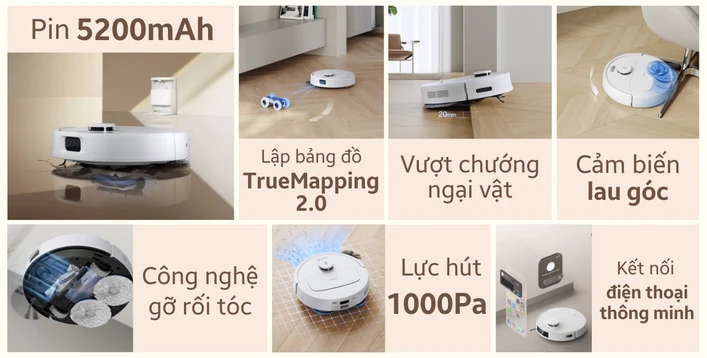 Pin 5200mAh
Lập bảng đồ
TrueMapping
2.0
20mm
Vượt chướng
ngại vật
Cảm biến
lau góc
Công nghệ
gỡ rối tóc
Lực hút
1000Pa
Kết nối
điện thoại
thông minh